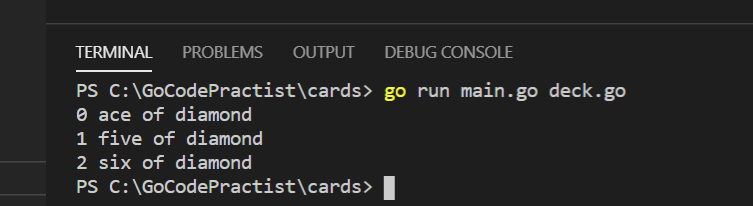 TERMINAL PROBLEMS OUTPUT DEBUG CONSOLE
PS C:\GoCodePractist\cards> go run main.go deck.go
0 ace of diamond
1 five of diamond
2 six of diamond
PS C:\GoCodePractist\cards>